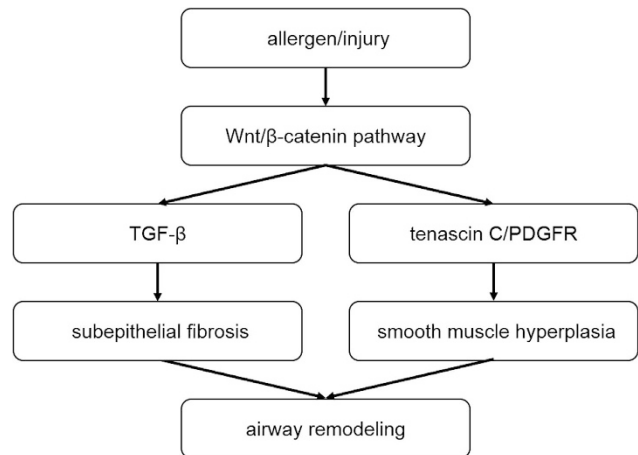 allergen/injury
Wnt/β-catenin pathway
TGF-β
tenascin C/PDGFR
subepithelial fibrosis
smooth muscle hyperplasia
airway remodeling